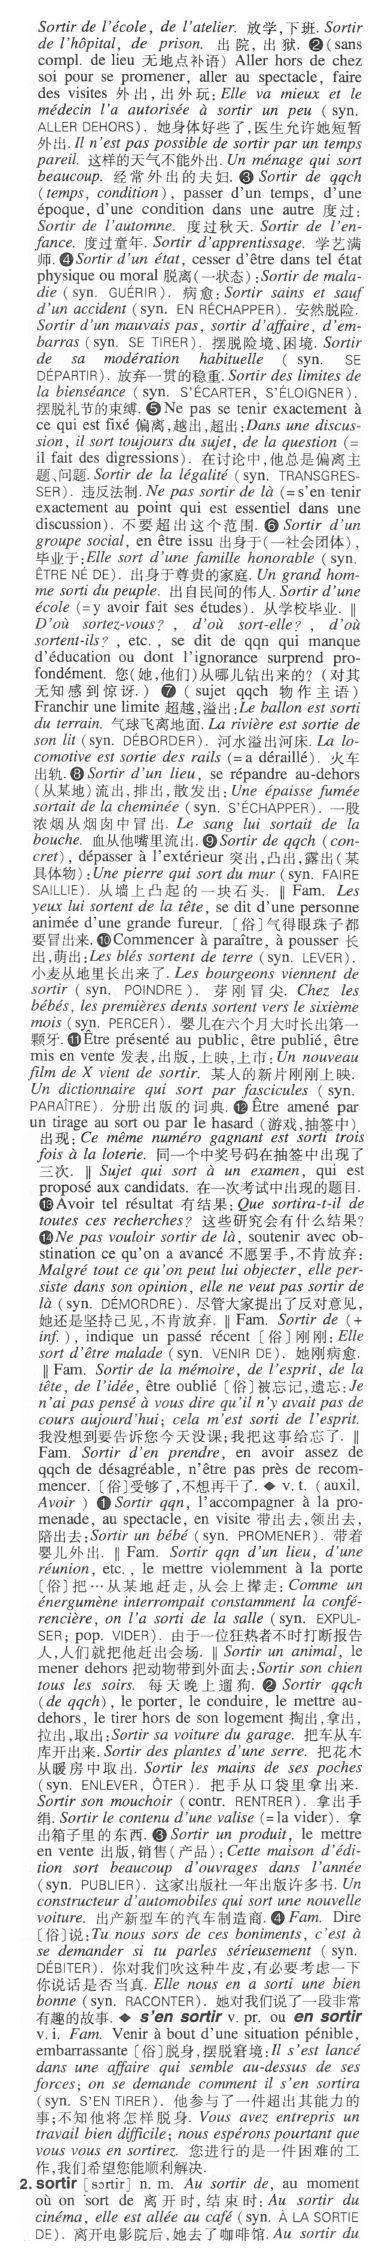 Sortir de l'école, de l'atelier. 放学,下班. Sortir
de l'hôpital, de prison. 出院,出狱. ❷(sans
compl. de lieu 无地点补语) Aller hors de chez
soi pour se promener, aller au spectacle, faire
des visites 外出,出外玩: Elle va mieux et le
médecin l'a autorisée à sortir un peu (syn.
ALLER DEHORS). 她身体好些了,医生允许她短暂
外出. Il n'est pas possible de sortir par un temps
pareil. 这样的天气不能外出. Un ménage qui sort
beaucoup. 经常外出的夫妇. ❸ Sortir de qqch
(temps, condition), passer d'un temps, d'une
époque, d'une condition dans une autre 度过:
Sortir de l'automne. 度过秋天. Sortir de l'en-
fance. 度过童年. Sortir d'apprentissage. 学艺满
师. ❹Sortir d'un état, cesser d'être dans tel état
physique ou moral 脱离(一状态):Sortir de mala-
die (syn. GUÉRIR). 病愈: Sortir sains et sauf
d'un accident (syn. EN RÉCHAPPER). 安然脱险.
Sortir d'un mauvais pas, sortir d'affaire, d'em-
barras (syn. SE TIRER). 摆脱险境、困境. Sortir
de sa modération habituelle (syn. SE
DÉPARTIR). 放弃一贯的稳重. Sortir des limites de
la bienséance (syn. S'ÉCARTER, S'ÉLOIGNER).
摆脱礼节的束缚. ❺Ne pas se tenir exactement à
ce qui est fixé 偏离,越出,超出:Dans une discus-
sion, il sort toujours du sujet, de la question (=
il fait des digressions). 在讨论中,他总是偏离主
题、问题. Sortir de la légalité (syn. TRANSGRES-
SER). 违反法制. Ne pas sortir de là (=s'en tenir
exactement au point qui est essentiel dans une
discussion). 不要超出这个范围. ❻ Sortir d'un
groupe social, en être issu 出身于(一社会团体),
毕业于:Elle sort d'une famille honorable (syn.
ÊTRE NÉ DE). 出身于尊贵的家庭. Un grand hom-
me sorti du peuple. 出自民间的伟人. Sortir d'une
école (=y avoir fait ses études). 从学校毕业. ‖
D'où sortez-vous?, d'où sort-elle?, d'où
sortent-ils?, etc., se dit de qqn qui manque
d'éducation ou dont l'ignorance surprend pro-
fondément. 您(她,他们)从哪儿钻出来的? (对其
无知感到惊讶.) ❼ (sujet qqch 物作主语)
Franchir une limite 超越,溢出:Le ballon est sorti
du terrain. 气球飞离地面. La rivière est sortie de
son lit (syn. DÉBORDER). 河水溢出河床. La lo-
comotive est sortie des rails (=a déraillé). 火车
出轨. ❽ Sortir d'un lieu, se répandre au-dehors
(从某地)流出,排出,散发出: Une épaisse fumée
sortait de la cheminée (syn. S'ÉCHAPPER). 一股
浓烟从烟囱中冒出. Le sang lui sortait de la
bouche. 血从他嘴里流出. ❾Sortir de qqch (con-
cret), dépasser à l'extérieur 突出,凸出,露出(某
具体物):Une pierre qui sort du mur (syn. FAIRE
SAILLIE). 从墙上凸起的一块石头. ‖ Fam. Les
yeux lui sortent de la tête, se dit d'une personne
animée d'une grande fureur. 〔俗〕气得眼珠子都
要冒出来. ❿Commencer à paraître, à pousser 长
出,萌出:Les blés sortent de terre (syn. LEVER).
小麦从地里长出来了. Les bourgeons viennent de
sortir (syn. POINDRE). 芽刚冒尖. Chez les
bébés, les premières dents sortent vers le sixième
mois (syn. PERCER). 婴儿在六个月大时长出第一
颗牙. ⓫Être présenté au public, être publié, être
mis en vente 发表,出版,上映,上市: Un nouveau
film de X vient de sortir. 某人的新片刚刚上映.
Un dictionnaire qui sort par fascicules (syn.
PARAÎTRE). 分册出版的词典. ⓬ Être amené par
un tirage au sort ou par le hasard (游戏,抽签中)
出现: Ce même numéro gagnant est sorti trois
fois à la loterie. 同一个中奖号码在抽签中出现了
三次. ‖ Sujet qui sort à un examen, qui est
proposé aux candidats. 在一次考试中出现的题目.
⓭Avoir tel résultat 有结果: Que sortira-t-il de
toutes ces recherches? 这些研究会有什么结果?
⓮Ne pas vouloir sortir de là, soutenir avec ob-
stination ce qu'on a avancé 不愿罢手,不肯放弃:
Malgré tout ce qu'on peut lui objecter, elle per-
siste dans son opinion, elle ne veut pas sortir de
là (syn. DÉMORDRE). 尽管大家提出了反对意见,
她还是坚持己见,不肯放弃. ‖ Fam. Sortir de (+
inf.), indique un passé récent 〔俗〕刚刚: Elle
sort d'être malade (syn. VENIR DE). 她刚病愈.
‖ Fam. Sortir de la mémoire, de l'esprit, de la
tête, de l'idée, être oublié 〔俗〕被忘记,遗忘:Je
n'ai pas pensé à vous dire qu'il n'y avait pas de
cours aujourd'hui; cela m'est sorti de l'esprit.
我没想到要告诉您今天没课;我把这事给忘了. ‖
Fam. Sortir d'en prendre, en avoir assez de
qqch de désagréable, n'être pas près de recom-
mencer. 〔俗〕受够了,不想再干了. ◆ v. t. (auxil.
Avoir) ❶ Sortir qqn, l'accompagner à la pro-
menade, au spectacle, en visite 带出去,领出去,
陪出去:Sortir un bébé (syn. PROMENER). 带着
婴儿外出. ‖ Fam. Sortir qqn d'un lieu, d'une
réunion, etc., le mettre violemment à la porte
〔俗〕把…从某地赶走,从会上撵走: Comme un
énergumène interrompait constamment la confé-
rencière, on l'a sorti de la salle (syn. EXPUL-
SER; pop. VIDER). 由于一位狂热者不时打断报告
人,人们就把他赶出会场. ‖ Sortir un animal, le
mener dehors 把动物带到外面去:Sortir son chien
tous les soirs. 每天晚上遛狗. ❷ Sortir qqch
(de qqch), le porter, le conduire, le mettre au-
dehors, le tirer hors de son logement 掏出,拿出,
拉出,取出:Sortir sa voiture du garage. 把车从车
库开出来. Sortir des plantes d'une serre. 把花木
从暖房中取出. Sortir les mains de ses poches
(syn. ENLEVER, ÔTER). 把手从口袋里拿出来.
Sortir son mouchoir (contr. RENTRER). 拿出手
绢. Sortir le contenu d'une valise (=la vider). 拿
出箱子里的东西. ❸ Sortir un produit, le mettre
en vente 出版,销售(产品): Cette maison d'édi-
tion sort beaucoup d'ouvrages dans l'année
(syn. PUBLIER). 这家出版社一年出版许多书. Un
constructeur d'automobiles qui sort une nouvelle
voiture. 出产新型车的汽车制造商. ❹ Fam. Dire
〔俗〕说:Tu nous sors de ces boniments, c'est à
se demander si tu parles sérieusement (syn.
DÉBITER). 你对我们吹这种牛皮,有必要考虑一下
你说话是否当真. Elle nous en a sorti une bien
bonne (syn. RACONTER). 她对我们说了一段非常
有趣的故事. ◆ s'en sortir v. pr. ou en sortir
v. i. Fam. Venir à bout d'une situation pénible,
embarrassante 〔俗〕脱身,摆脱窘境: Il s'est lancé
dans une affaire qui semble au-dessus de ses
forces; on se demande comment il s'en sortira
(syn. S'EN TIRER). 他参与了一件超出其能力的
事;不知他将怎样脱身. Vous avez entrepris un
travail bien difficile; nous espérons pourtant que
vous vous en sortirez. 您进行的是一件困难的工
作,我们希望您能顺利解决.
2. sortir [sɔrtir] n. m. Au sortir de, au moment
où on sort de 离开时,结束时: Au sortir du
cinéma, elle est allée au café (syn. À LA SORTIE
DE). 离开电影院后,她去了咖啡馆. Au sortir du